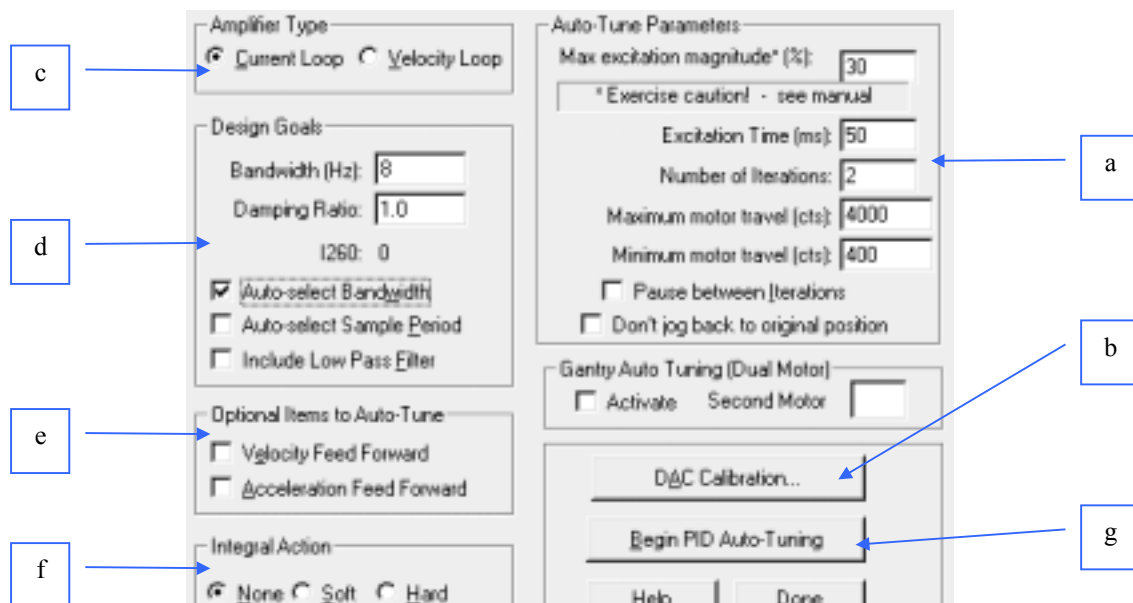 Amplifier Type
Current Loop Velocity Loop
c
Design Goals
Bandwidth (Hz): 8
Damping Ratio: 1.0
d
I260: 0
Auto-select Bandwidth
Auto-select Sample Period
Include Low Pass Filter
Optional Items to Auto-Tune
e
Velocity Feed Forward
Acceleration Feed Forward
Integral Action
f
None Soft Hard
Auto-Tune Parameters
Max excitation magnitude* (%): 30
* Exercise caution! - see manual
Excitation Time (ms): 50
a
Number of Iterations: 2
Maximum motor travel (cts): 4000
Minimum motor travel (cts): 400
Pause between Iterations
Don't jog back to original position
b
Gantry Auto Tuning (Dual Motor)
Activate Second Motor
DAC Calibration...
Begin PID Auto-Tuning
g
Help Done